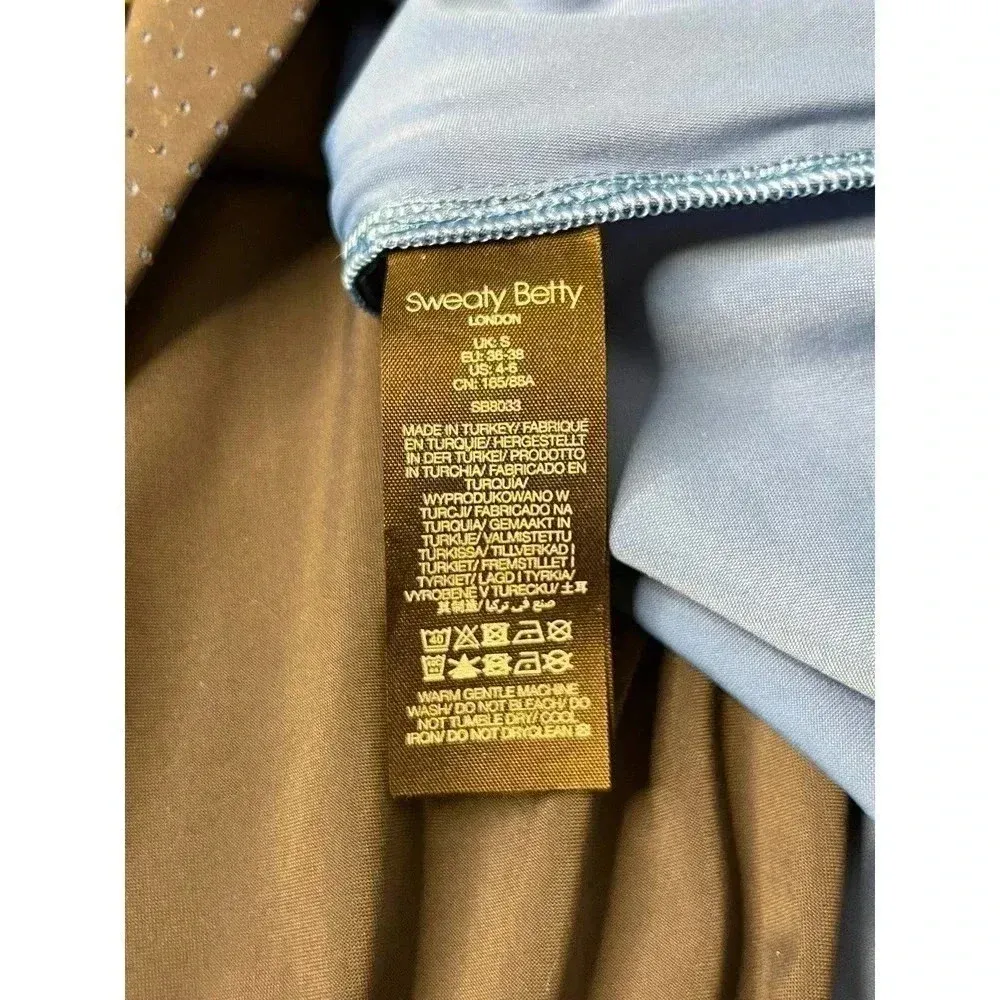 Sweaty Betty
LONDON
UK: S
EU: 36-38
US: 4-6
CN: 165/88A
SB8033
MADE IN TURKEY/ FABRIQUÉ
EN TURQUIE/ HERGESTELLT
IN DER TÜRKEI/ PRODOTTO
IN TURCHIA/ FABRICADO EN
TURQUÍA/
WYPRODUKOWANO W
TURCJI/ FABRICADO NA
TURQUIA/ GEMAAKT IN
TURKIJE/ VALMISTETTU
TURKISSA/ TILLVERKAD I
TURKIET/ FREMSTILLET I
TYRKIET/ LAGD I TYRKIA/
VYROBENÉ V TURECKU/ 土耳
其制造/ صنع في تركيا
40
WARM GENTLE MACHINE
WASH/ DO NOT BLEACH/ DO
NOT TUMBLE DRY/ COOL
IRON/ DO NOT DRYCLEAN